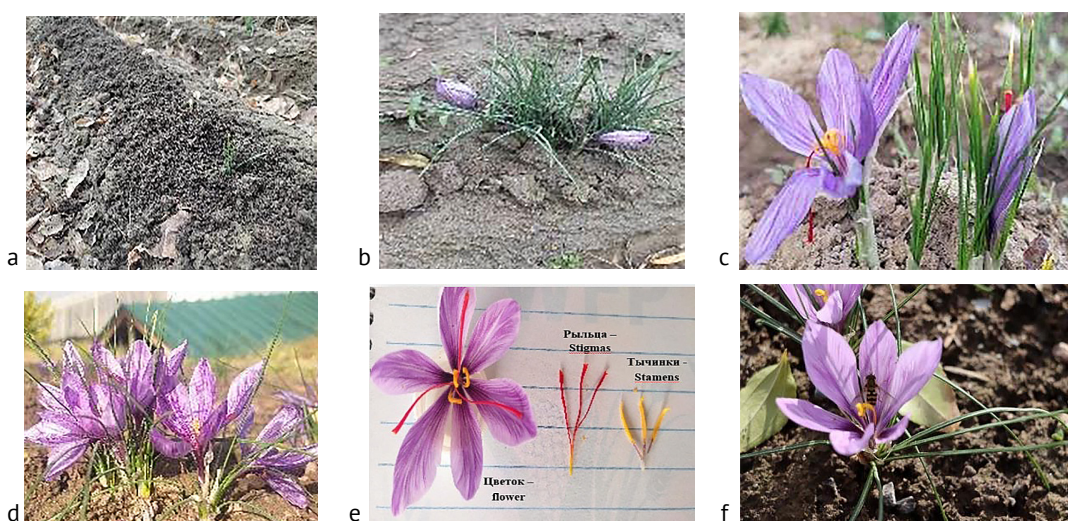 a
b
c
d
e
Рыльца –
Stigmas
Тычинки -
Stamens
Цветок –
flower
f